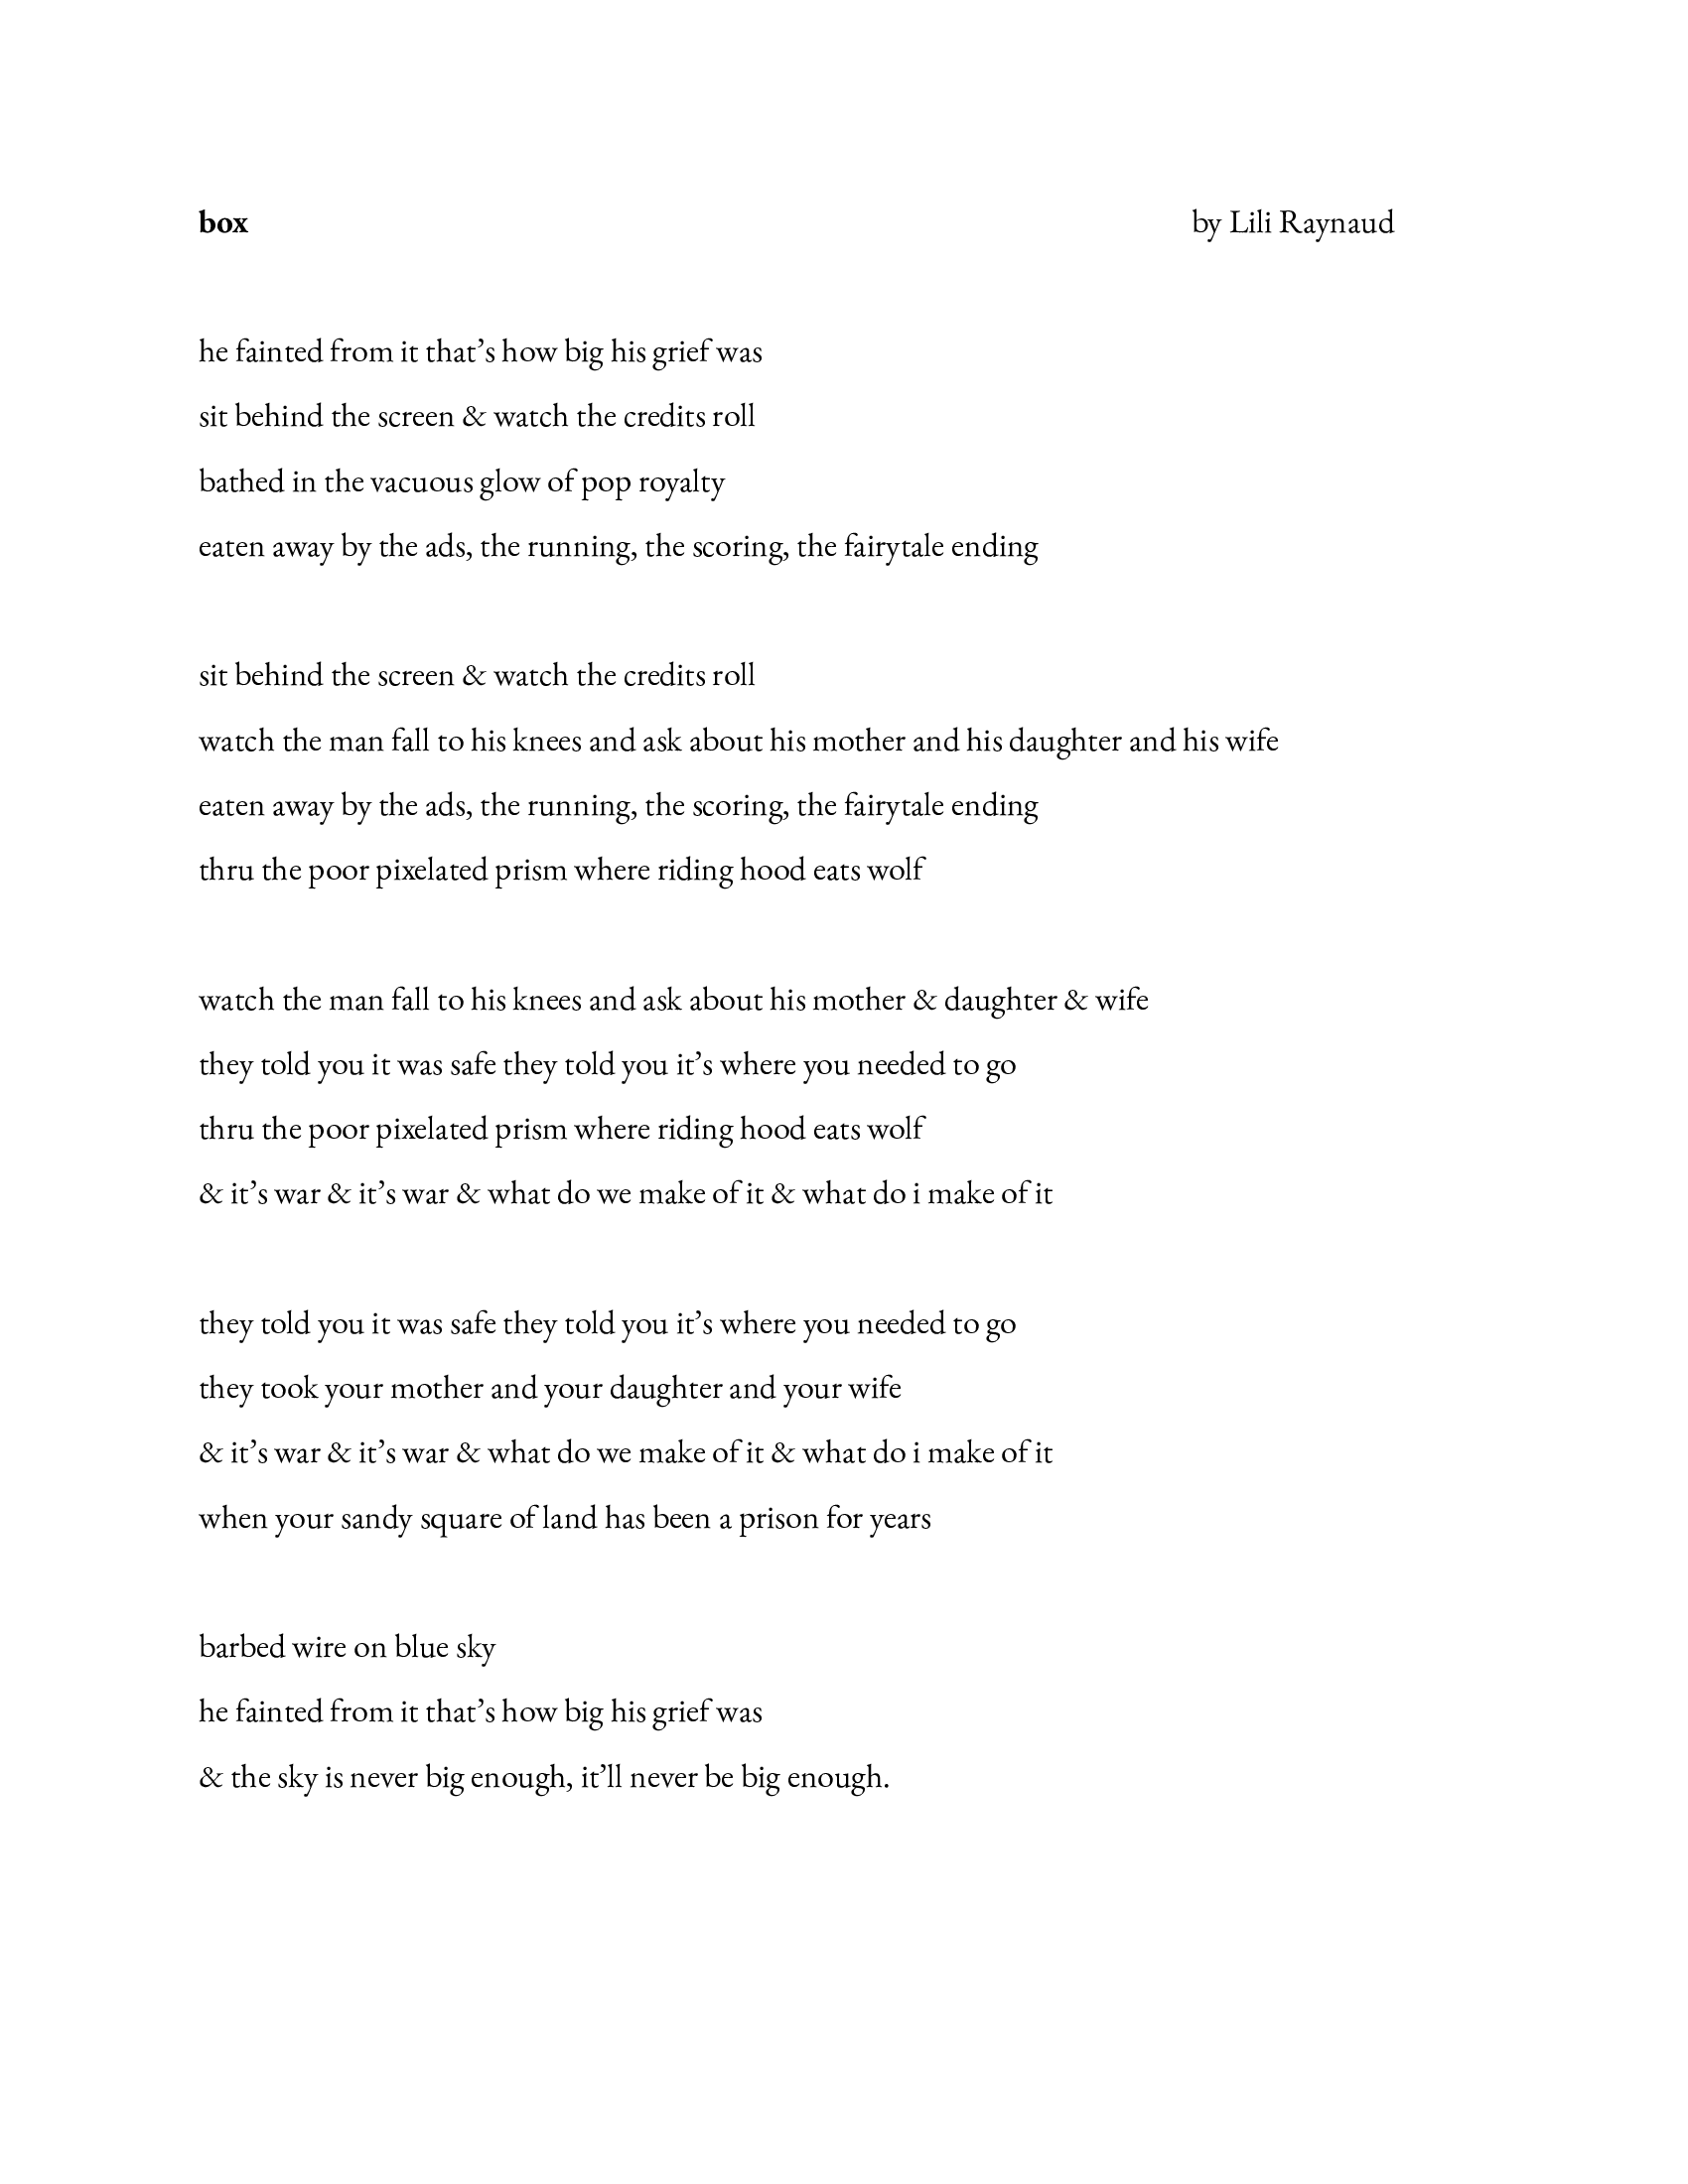 box by Lili Raynaud
he fainted from it that’s how big his grief was
sit behind the screen & watch the credits roll
bathed in the vacuous glow of pop royalty
eaten away by the ads, the running, the scoring, the fairytale ending
sit behind the screen & watch the credits roll
watch the man fall to his knees and ask about his mother and his daughter and his wife
eaten away by the ads, the running, the scoring, the fairytale ending
thru the poor pixelated prism where riding hood eats wolf
watch the man fall to his knees and ask about his mother & daughter & wife
they told you it was safe they told you it’s where you needed to go
thru the poor pixelated prism where riding hood eats wolf
& it’s war & it’s war & what do we make of it & what do i make of it
they told you it was safe they told you it’s where you needed to go
they took your mother and your daughter and your wife
& it’s war & it’s war & what do we make of it & what do i make of it
when your sandy square of land has been a prison for years
barbed wire on blue sky
he fainted from it that’s how big his grief was
& the sky is never big enough, it’ll never be big enough.